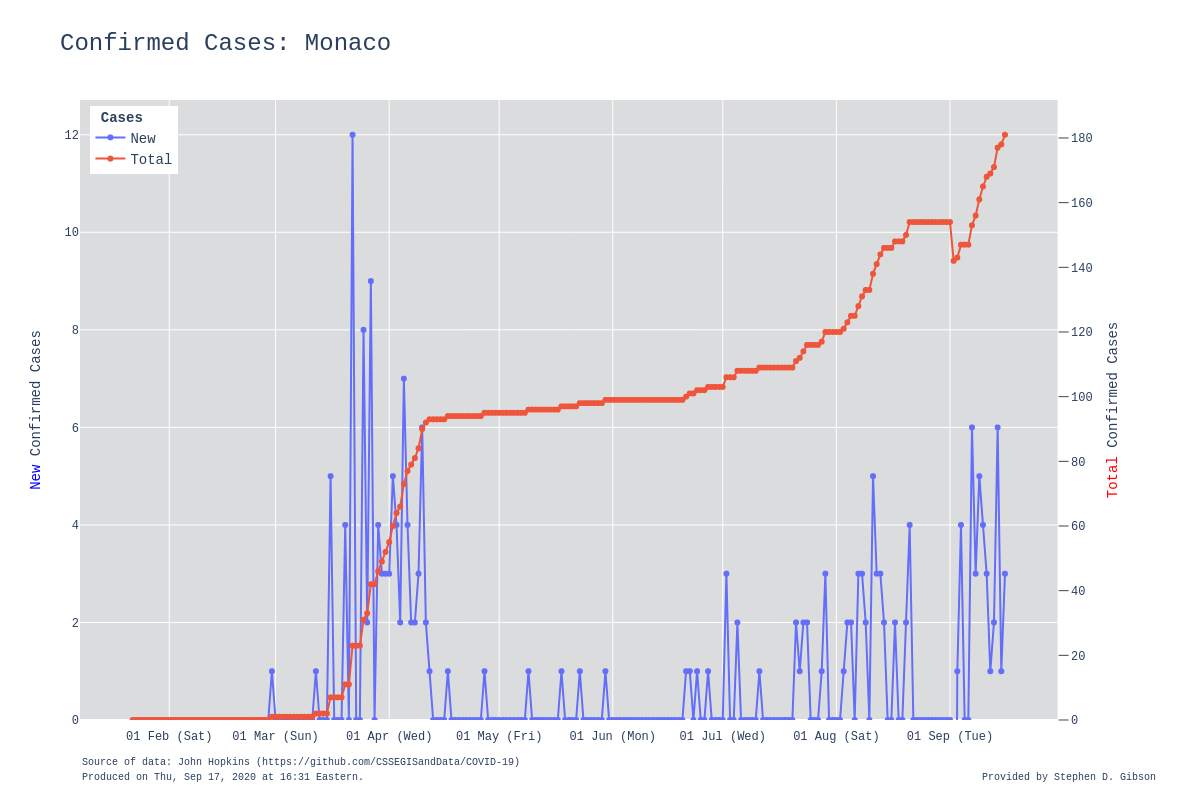 Confirmed Cases: Monaco
Cases
New
Total
12
10
8
6
4
2
0
180
160
140
120
100
80
60
40
20
0
New Confirmed Cases
Total Confirmed Cases
01 Feb (Sat)
01 Mar (Sun)
01 Apr (Wed)
01 May (Fri)
01 Jun (Mon)
01 Jul (Wed)
01 Aug (Sat)
01 Sep (Tue)
Source of data: John Hopkins (https://github.com/CSSEGISandData/COVID-19)
Produced on Thu, Sep 17, 2020 at 16:31 Eastern.
Provided by Stephen D. Gibson